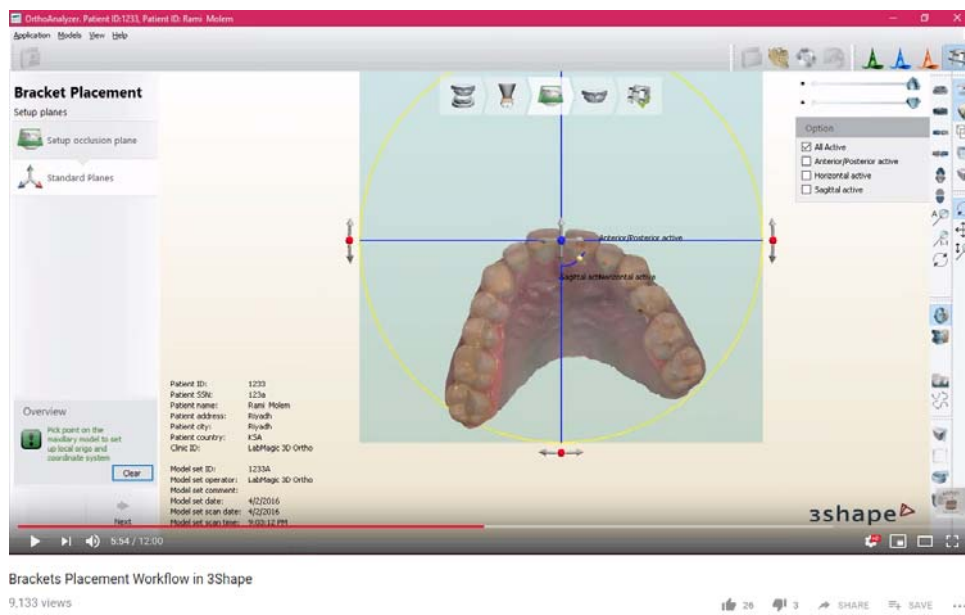 OrthoAnalyzer. Patient ID:1233, Patient ID: Rami Molem
Application Models View Help
Bracket Placement
Setup planes
Setup occlusion plane
Standard Planes
Option
All Active
Anterior/Posterior active
Horizontal active
Sagittal active
Anterior/Posterior active
Sagittal active
Horizontal active
Patient ID: 1233
Patient SSN: 123a
Patient name: Rami Molem
Patient address: Riyadh
Patient city: Riyadh
Patient country: KSA
Clinic ID: LabMagic 3D Ortho
Model set ID: 1233A
Model set operator: LabMagic 3D Ortho
Model set comment:
Model set date: 4/2/2016
Model set scan date: 4/2/2016
Model set scan time: 9:03:12 PM
Overview
Pick point on the
maxillary model to set
up local origo and
coordinate system
Clear
Next
3shape
5:54 / 12:00
Brackets Placement Workflow in 3Shape
9,133 views
26 3 SHARE SAVE